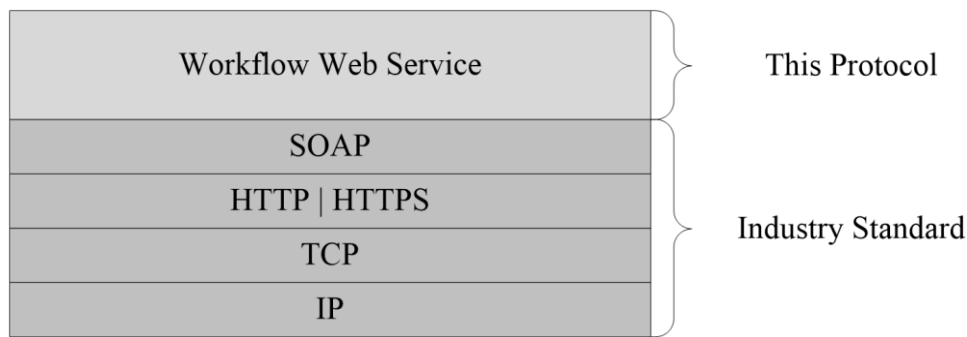 Workflow Web Service
This Protocol
SOAP
HTTP | HTTPS
TCP
IP
Industry Standard